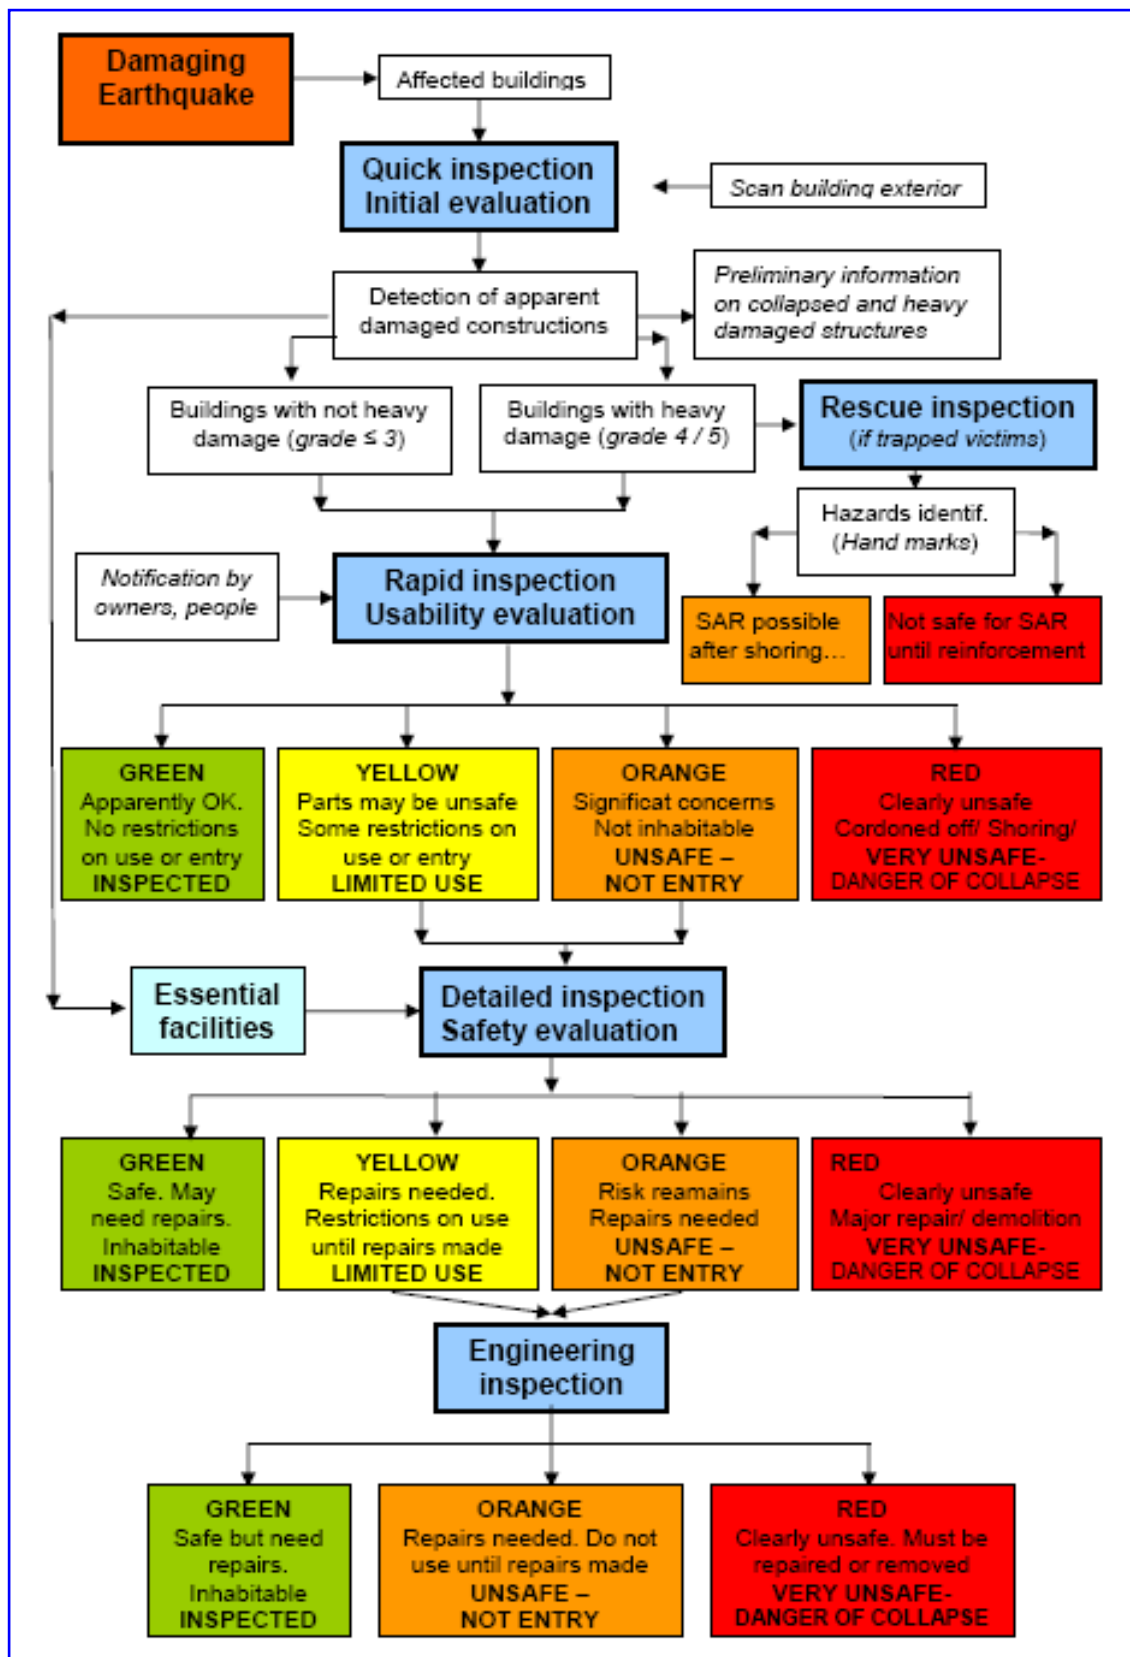 Damaging
Earthquake
Affected buildings
Quick inspection
Initial evaluation
Scan building exterior
Detection of apparent
damaged constructions
Preliminary information
on collapsed and heavy
damaged structures
Buildings with not heavy
damage (grade ≤ 3)
Buildings with heavy
damage (grade 4 / 5)
Rescue inspection
(if trapped victims)
Hazards identif.
(Hand marks)
Notification by
owners, people
Rapid inspection
Usability evaluation
SAR possible
after shoring…
Not safe for SAR
until reinforcement
GREEN
Apparently OK.
No restrictions
on use or entry
INSPECTED
YELLOW
Parts may be unsafe
Some restrictions on
use or entry
LIMITED USE
ORANGE
Significat concerns
Not inhabitable
UNSAFE –
NOT ENTRY
RED
Clearly unsafe
Cordoned off/ Shoring/
VERY UNSAFE-
DANGER OF COLLAPSE
Essential
facilities
Detailed inspection
Safety evaluation
GREEN
Safe. May
need repairs.
Inhabitable
INSPECTED
YELLOW
Repairs needed.
Restrictions on use
until repairs made
LIMITED USE
ORANGE
Risk reamains
Repairs needed
UNSAFE –
NOT ENTRY
RED
Clearly unsafe
Major repair/ demolition
VERY UNSAFE-
DANGER OF COLLAPSE
Engineering
inspection
GREEN
Safe but need
repairs.
Inhabitable
INSPECTED
ORANGE
Repairs needed. Do not
use until repairs made
UNSAFE –
NOT ENTRY
RED
Clearly unsafe. Must be
repaired or removed
VERY UNSAFE-
DANGER OF COLLAPSE